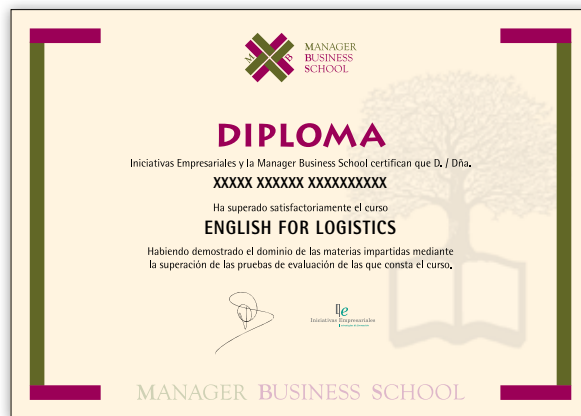 M B
MANAGER
BUSINESS
SCHOOL
DIPLOMA
Iniciativas Empresariales y la Manager Business School certifican que D. / Dña.
XXXXX XXXXXX XXXXXXXXXX
Ha superado satisfactoriamente el curso
ENGLISH FOR LOGISTICS
Habiendo demostrado el dominio de las materias impartidas mediante
la superación de las pruebas de evaluación de las que consta el curso.
Ie
Iniciativas Empresariales
MANAGER BUSINESS SCHOOL